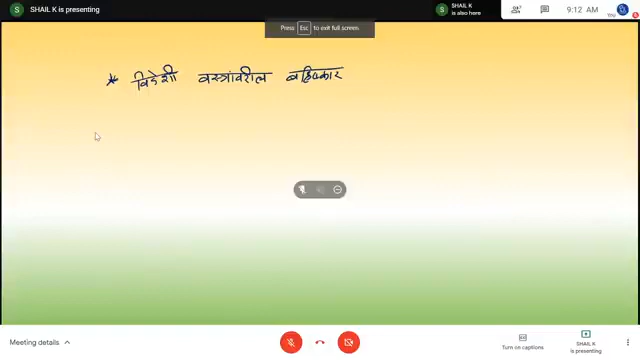 SHAIL K is presenting
SHAIL K
is also here
2
9:12 AM
You
Press Esc to exit full screen
* विदेशी वस्त्रांवरील बहिष्कार
Meeting details
Turn on captions
SHAIL K
is presenting